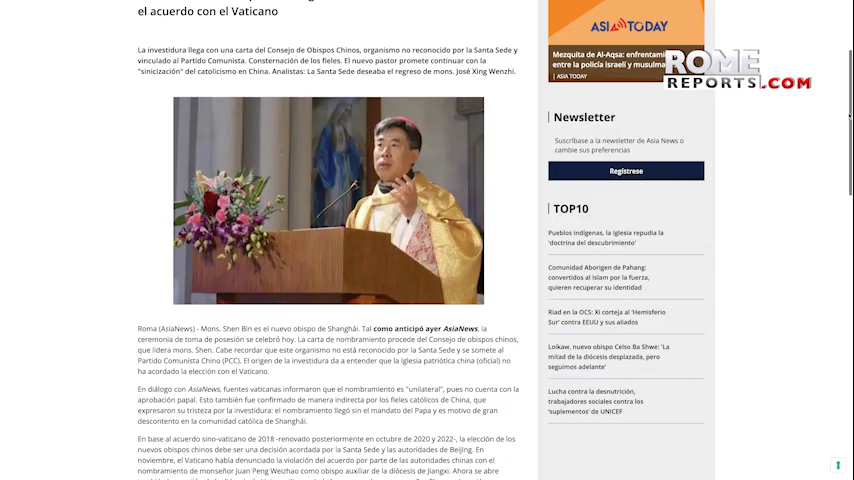 el acuerdo con el Vaticano
La investidura llega con una carta del Consejo de Obispos Chinos, organismo no reconocido por la Santa Sede y
vinculado al Partido Comunista. Consternación de los fieles. El nuevo pastor promete continuar con la
"sinicización" del catolicismo en China. Analistas: La Santa Sede deseaba el regreso de mons. José Xing Wenzhi.
Roma (AsiaNews) - Mons. Shen Bin es el nuevo obispo de Shanghái. Tal como anticipó ayer AsiaNews, la
ceremonia de toma de posesión se celebró hoy. La carta de nombramiento procede del Consejo de obispos chinos,
que lidera mons. Shen. Cabe recordar que este organismo no está reconocido por la Santa Sede y se somete al
Partido Comunista Chino (PCC). El origen de la investidura da a entender que la Iglesia patriótica china (oficial) no
ha acordado la elección con el Vaticano.
En diálogo con AsiaNews, fuentes vaticanas informaron que el nombramiento es "unilateral", pues no cuenta con la
aprobación papal. Esto también fue confirmado de manera indirecta por los fieles católicos de China, que
expresaron su tristeza por la investidura: el nombramiento llegó sin el mandato del Papa y es motivo de gran
descontento en la comunidad católica de Shanghái.
En base al acuerdo sino-vaticano de 2018 -renovado posteriormente en octubre de 2020 y 2022-, la elección de los
nuevos obispos chinos debe ser una decisión acordada por la Santa Sede y las autoridades de Beijing. En
noviembre, el Vaticano había denunciado la violación del acuerdo por parte de las autoridades chinas con el
nombramiento de monseñor Juan Peng Weizhao como obispo auxiliar de la diócesis de Jiangxi. Ahora se abre
ASIA TODAY
Mezquita de Al-Aqsa: enfrentamie
entre la policía israelí y musulma
| ASIA TODAY
ROME
REPORTS.COM
Newsletter
Suscríbase a la newsletter de Asia News o
cambie sus preferencias
Regístrese
TOP10
Pueblos indígenas, la Iglesia repudia la
'doctrina del descubrimiento'
Comunidad Aborigen de Pahang:
convertidos al islam por la fuerza,
quieren recuperar su identidad
Riad en la OCS: Xi corteja al 'Hemisferio
Sur' contra EEUU y sus aliados
Loikaw, nuevo obispo Celso Ba Shwe: 'La
mitad de la diócesis desplazada, pero
seguimos adelante'
Lucha contra la desnutrición,
trabajadores sociales contra los
'suplementos' de UNICEF